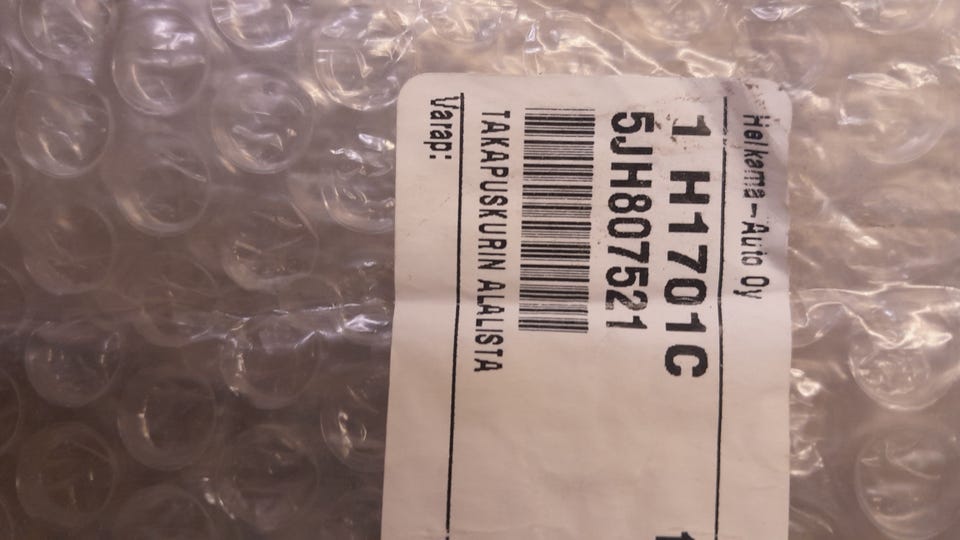 Helkama-Auto Oy
1 H1701C
5JH807521
TAKAPUSKURIN ALALISTA
Varap: